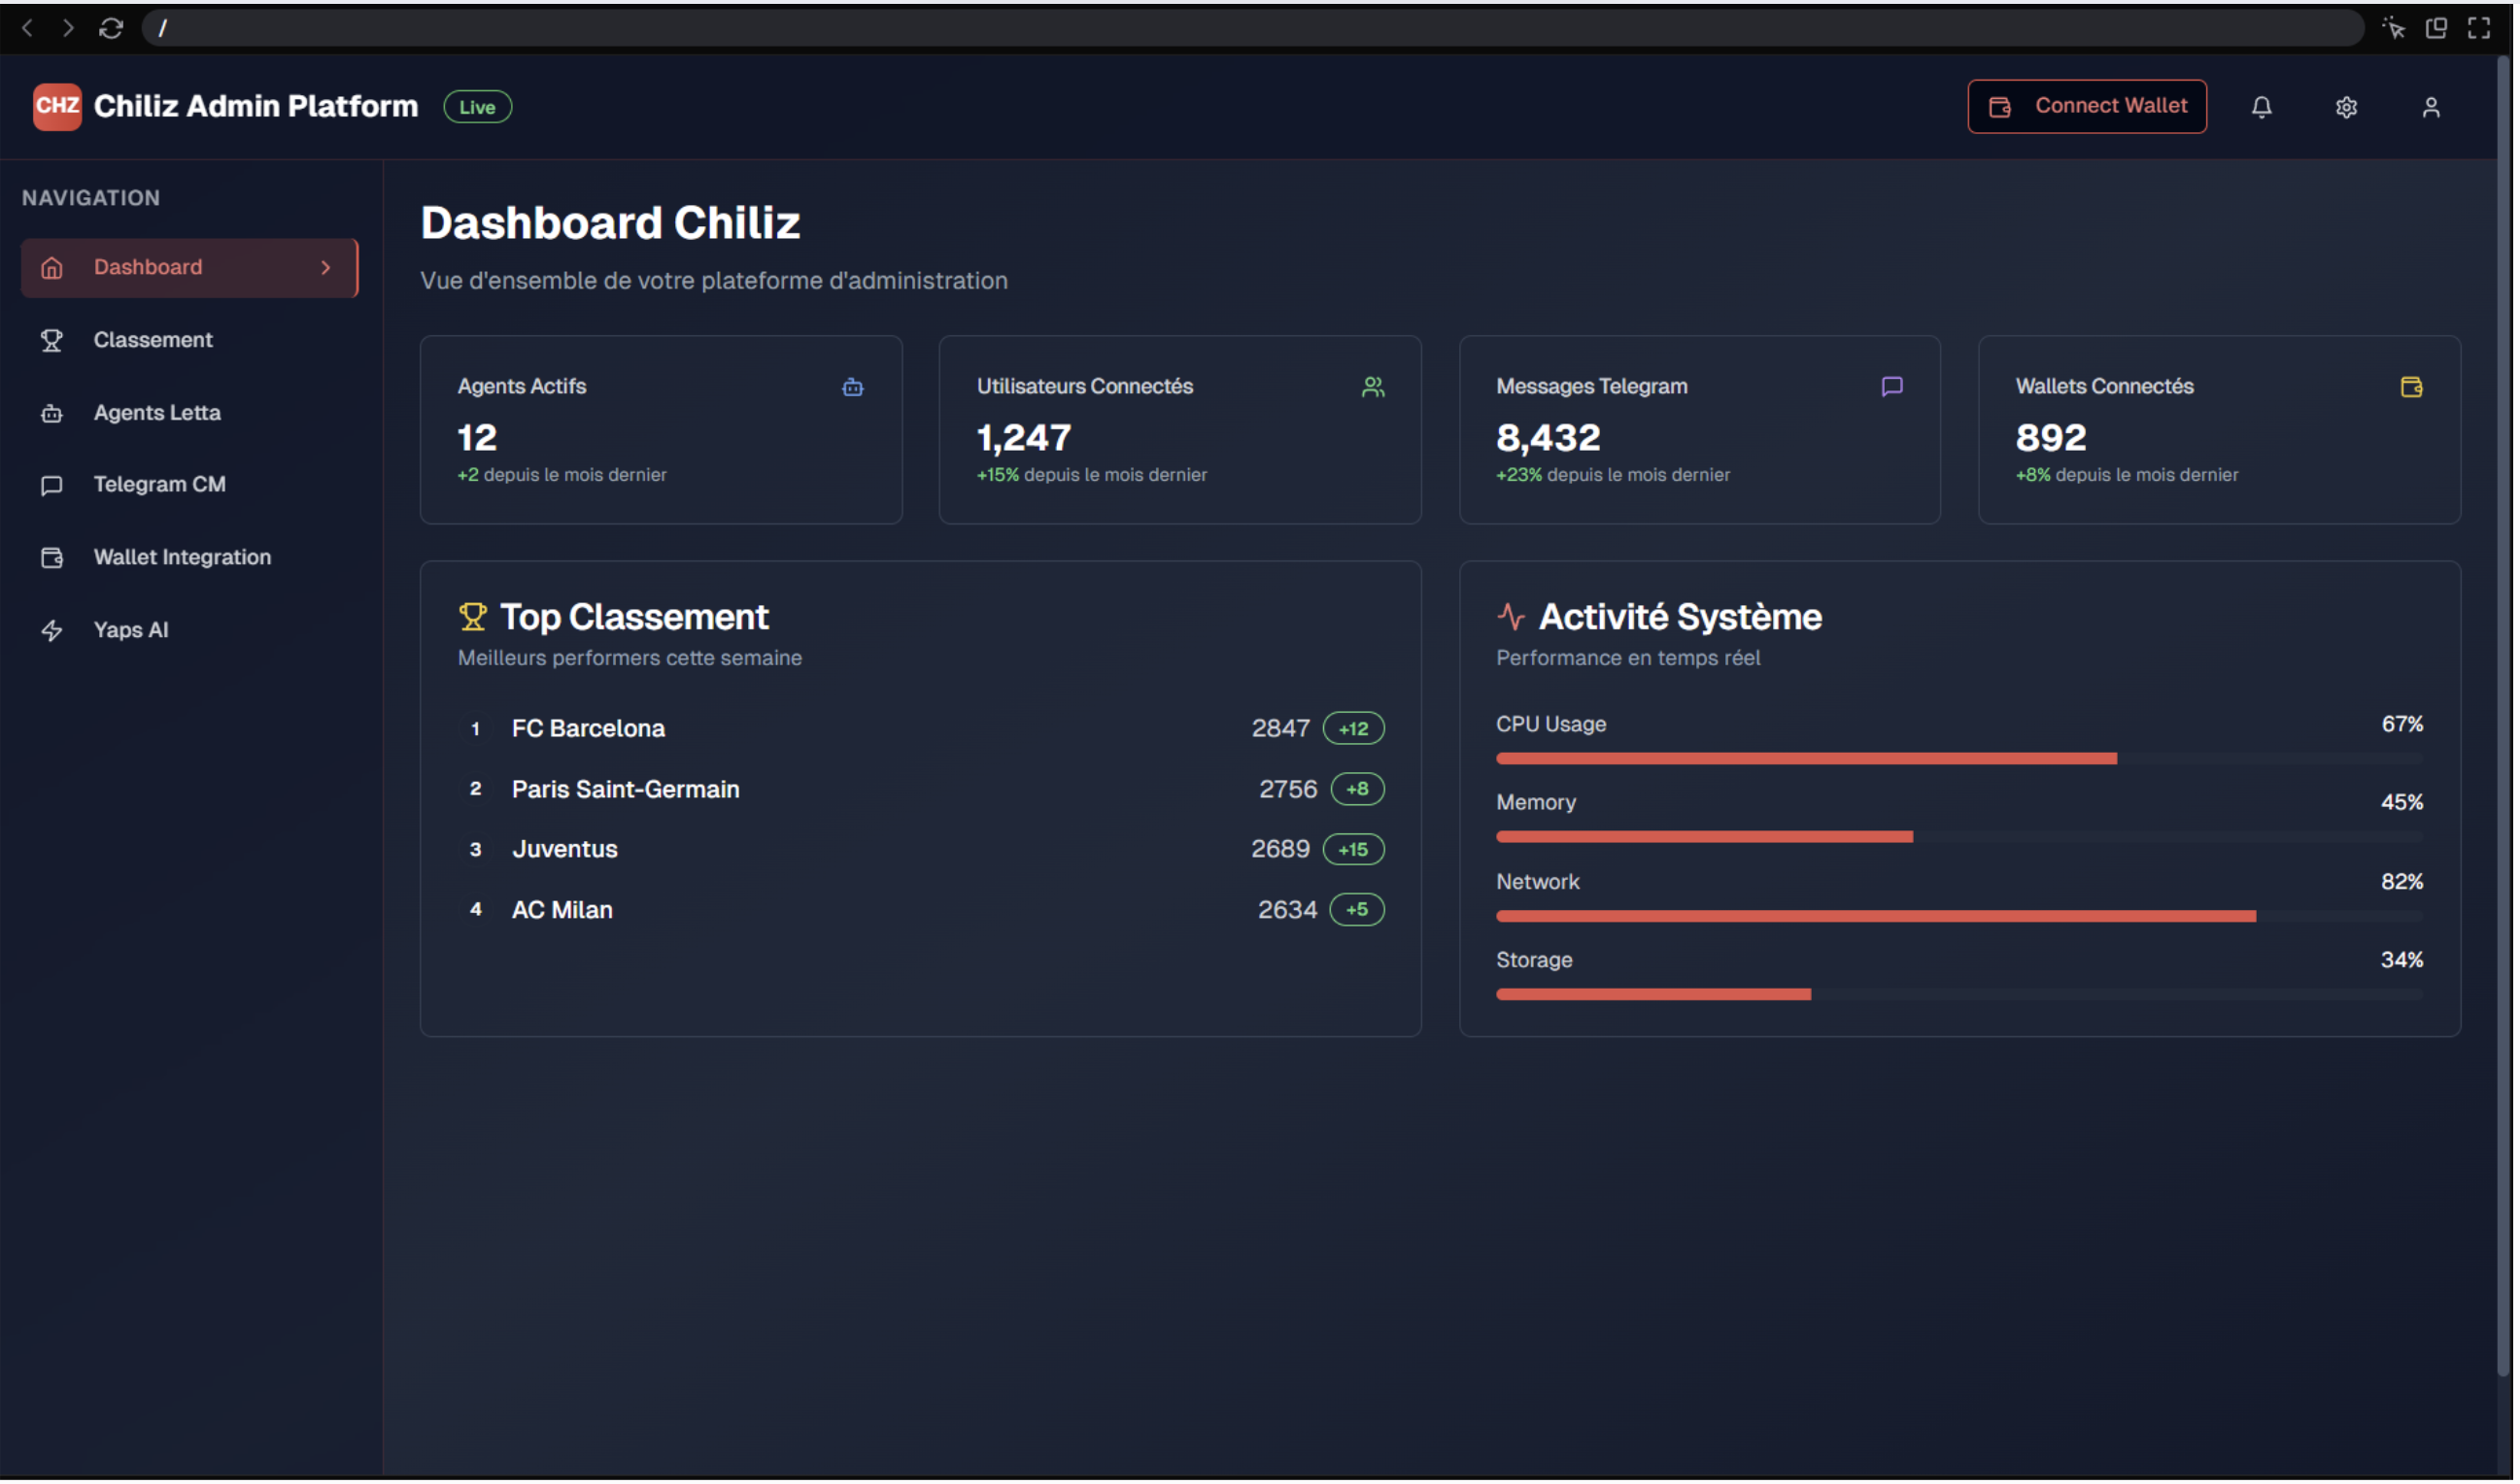 /
CHZ Chiliz Admin Platform Live
Connect Wallet
NAVIGATION
Dashboard
Classement
Agents Letta
Telegram CM
Wallet Integration
Yaps AI
Dashboard Chiliz
Vue d'ensemble de votre plateforme d'administration
Agents Actifs
12
+2 depuis le mois dernier
Utilisateurs Connectés
1,247
+15% depuis le mois dernier
Messages Telegram
8,432
+23% depuis le mois dernier
Wallets Connectés
892
+8% depuis le mois dernier
Top Classement
Meilleurs performers cette semaine
1 FC Barcelona 2847 +12
2 Paris Saint-Germain 2756 +8
3 Juventus 2689 +15
4 AC Milan 2634 +5
Activité Système
Performance en temps réel
CPU Usage 67%
Memory 45%
Network 82%
Storage 34%